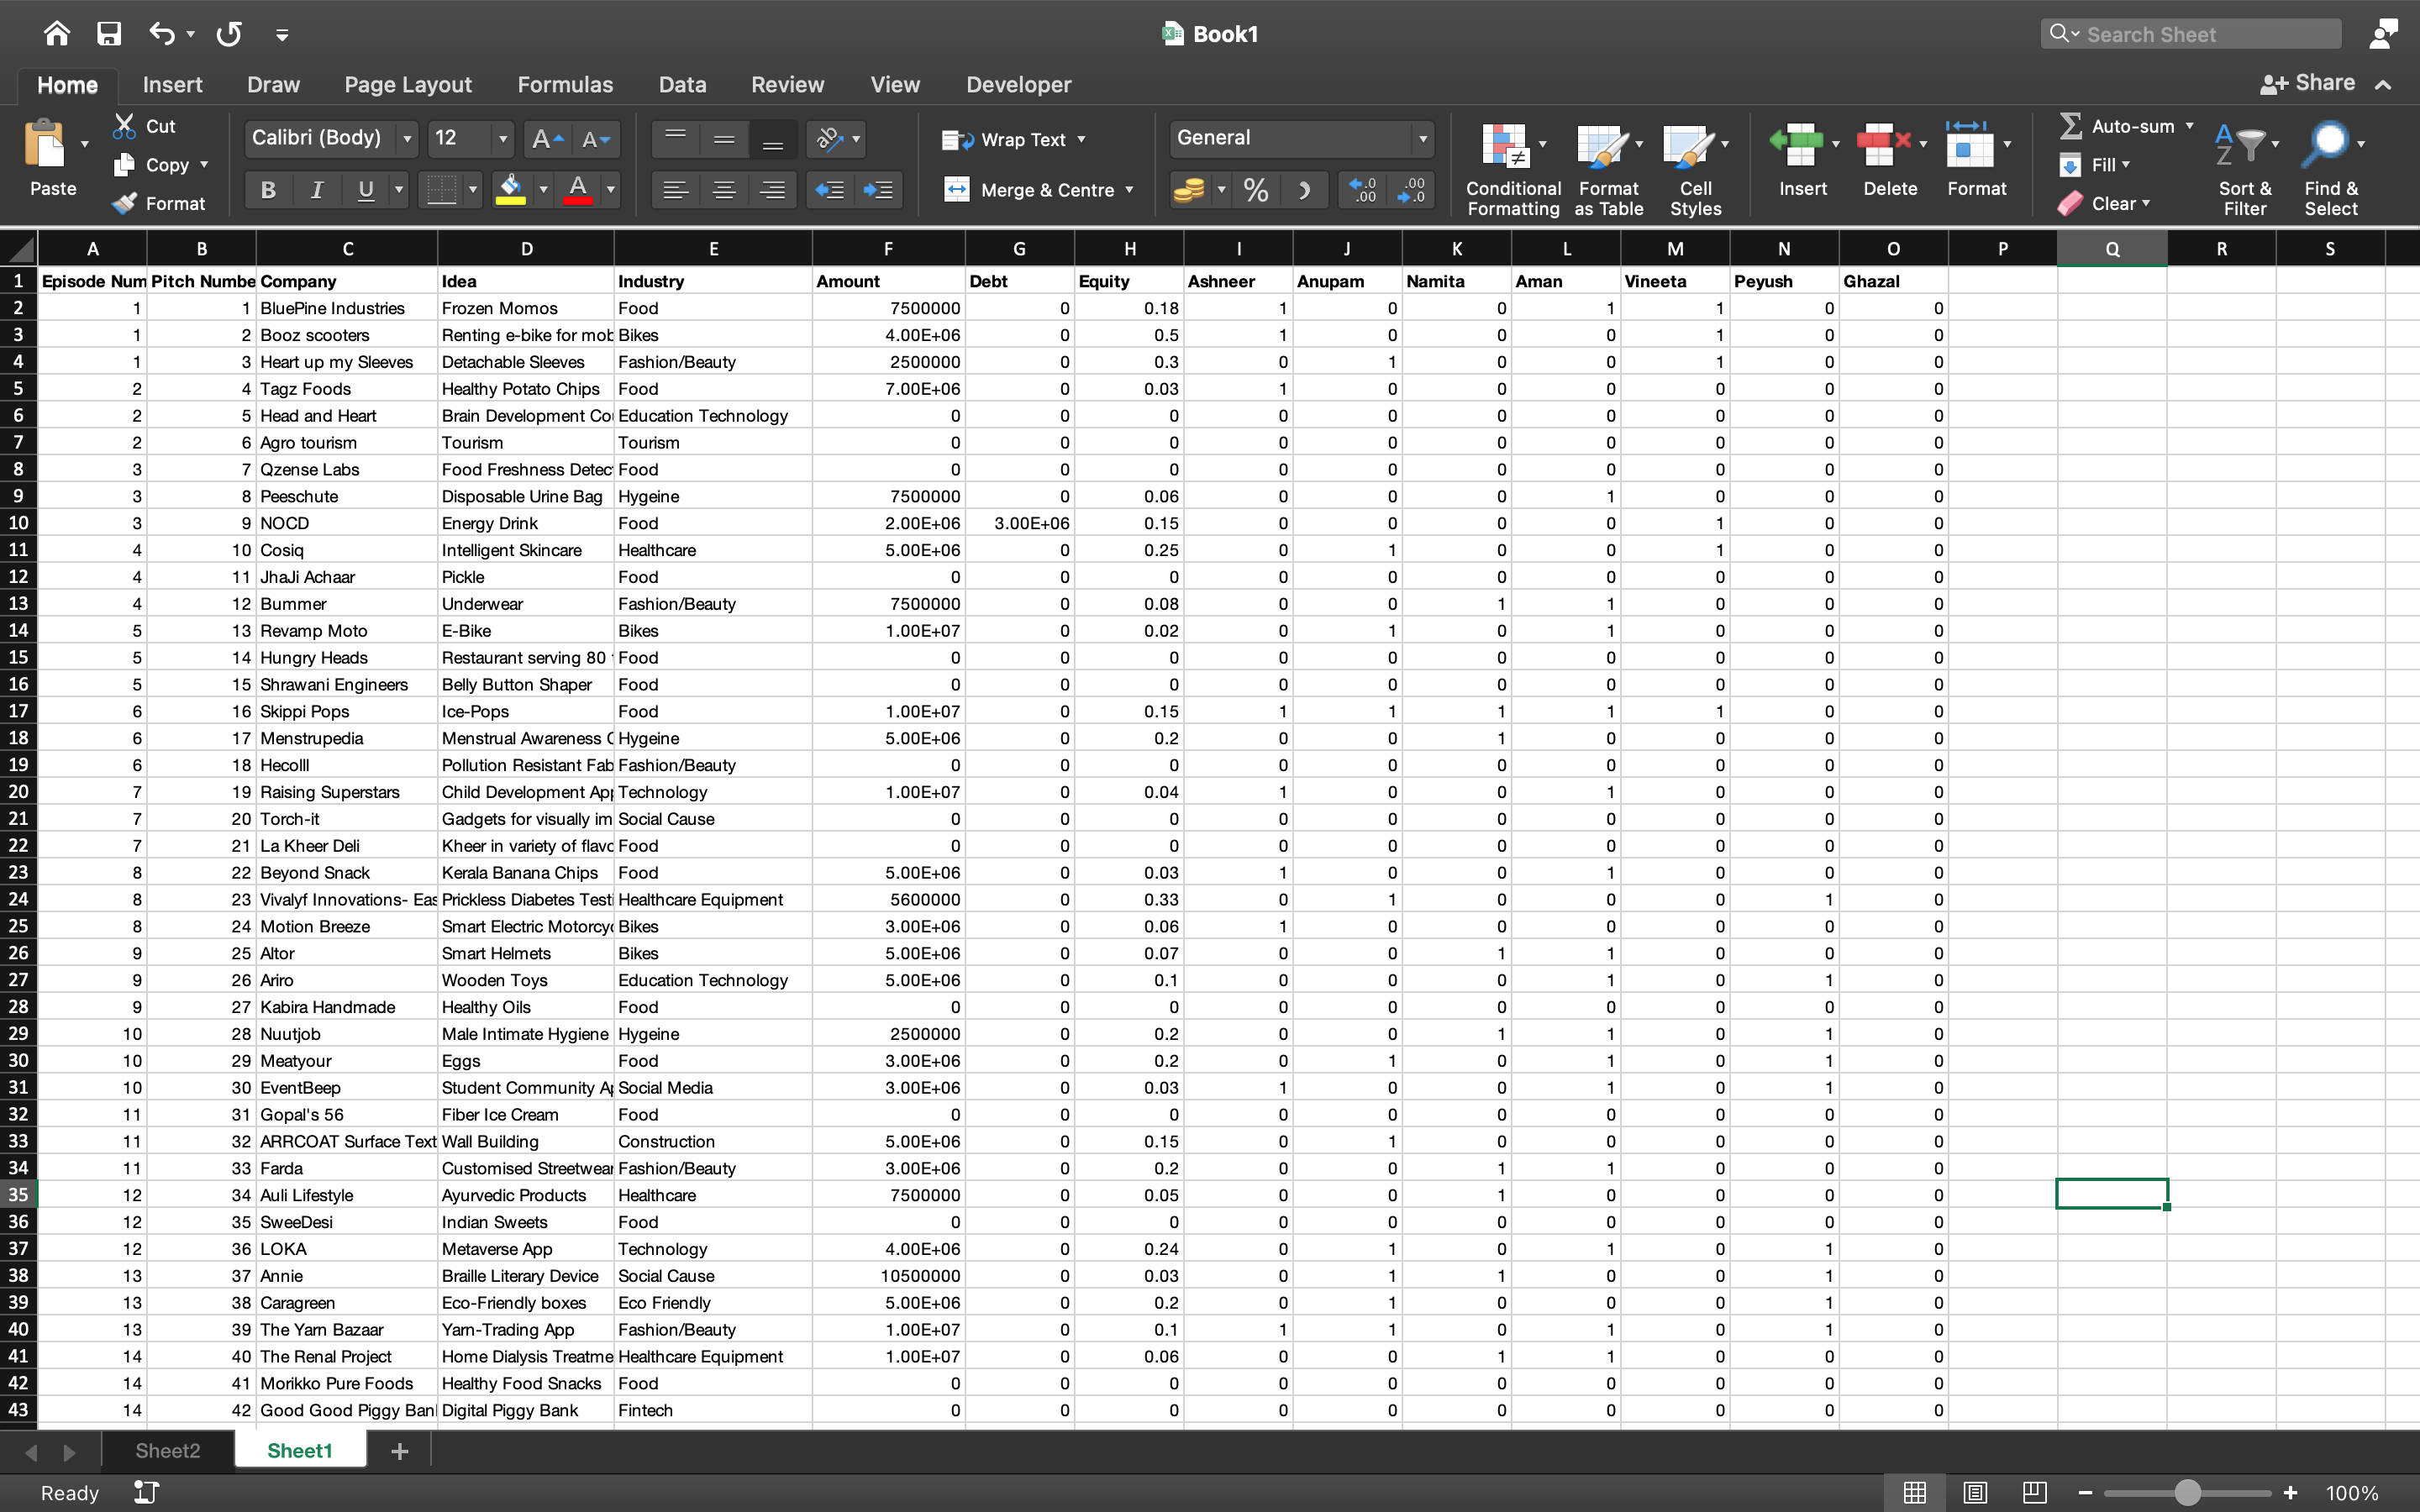 Book1
Search Sheet
Home Insert Draw Page Layout Formulas Data Review View Developer Share
Paste Cut Copy Format
Calibri (Body) 12 Wrap Text Merge & Centre General
Conditional Formatting Format as Table Cell Styles Insert Delete Format Auto-sum Fill Clear Sort & Filter Find & Select
A B C D E F G H I J K L M N O P Q R S
1 Episode Num Pitch Numbe Company Idea Industry Amount Debt Equity Ashneer Anupam Namita Aman Vineeta Peyush Ghazal
2 1 1 BluePine Industries Frozen Momos Food 7500000 0 0.18 1 0 0 1 1 0 0
3 1 2 Booz scooters Renting e-bike for mob Bikes 4.00E+06 0 0.5 1 0 0 0 1 0 0
4 1 3 Heart up my Sleeves Detachable Sleeves Fashion/Beauty 2500000 0 0.3 0 1 0 0 1 0 0
5 2 4 Tagz Foods Healthy Potato Chips Food 7.00E+06 0 0.03 1 0 0 0 0 0 0
6 2 5 Head and Heart Brain Development Co Education Technology 0 0 0 0 0 0 0 0 0 0
7 2 6 Agro tourism Tourism Tourism 0 0 0 0 0 0 0 0 0 0
8 3 7 Qzense Labs Food Freshness Detec Food 0 0 0 0 0 0 0 0 0 0
9 3 8 Peeschute Disposable Urine Bag Hygeine 7500000 0 0.06 0 0 0 1 0 0 0
10 3 9 NOCD Energy Drink Food 2.00E+06 3.00E+06 0.15 0 0 0 0 1 0 0
11 4 10 Cosiq Intelligent Skincare Healthcare 5.00E+06 0 0.25 0 1 0 0 1 0 0
12 4 11 JhaJi Achaar Pickle Food 0 0 0 0 0 0 0 0 0 0
13 4 12 Bummer Underwear Fashion/Beauty 7500000 0 0.08 0 0 1 1 0 0 0
14 5 13 Revamp Moto E-Bike Bikes 1.00E+07 0 0.02 0 1 0 1 0 0 0
15 5 14 Hungry Heads Restaurant serving 80 Food 0 0 0 0 0 0 0 0 0 0
16 5 15 Shrawani Engineers Belly Button Shaper Food 0 0 0 0 0 0 0 0 0 0
17 6 16 Skippi Pops Ice-Pops Food 1.00E+07 0 0.15 1 1 1 1 1 0 0
18 6 17 Menstrupedia Menstrual Awareness C Hygeine 5.00E+06 0 0.2 0 0 1 0 0 0 0
19 6 18 Hecolll Pollution Resistant Fab Fashion/Beauty 0 0 0 0 0 0 0 0 0 0
20 7 19 Raising Superstars Child Development App Technology 1.00E+07 0 0.04 1 0 0 1 0 0 0
21 7 20 Torch-it Gadgets for visually im Social Cause 0 0 0 0 0 0 0 0 0 0
22 7 21 La Kheer Deli Kheer in variety of flavo Food 0 0 0 0 0 0 0 0 0 0
23 8 22 Beyond Snack Kerala Banana Chips Food 5.00E+06 0 0.03 1 0 0 1 0 0 0
24 8 23 Vivalyf Innovations- Eas Prickless Diabetes Testi Healthcare Equipment 5600000 0 0.33 0 1 0 0 0 1 0
25 8 24 Motion Breeze Smart Electric Motorcyc Bikes 3.00E+06 0 0.06 1 0 0 0 0 0 0
26 9 25 Altor Smart Helmets Bikes 5.00E+06 0 0.07 0 0 1 1 0 0 0
27 9 26 Ariro Wooden Toys Education Technology 5.00E+06 0 0.1 0 0 0 1 0 1 0
28 9 27 Kabira Handmade Healthy Oils Food 0 0 0 0 0 0 0 0 0 0
29 10 28 Nuutjob Male Intimate Hygiene Hygeine 2500000 0 0.2 0 0 1 1 0 1 0
30 10 29 Meatyour Eggs Food 3.00E+06 0 0.2 0 1 0 1 0 1 0
31 10 30 EventBeep Student Community Ap Social Media 3.00E+06 0 0.03 1 0 0 1 0 1 0
32 11 31 Gopal's 56 Fiber Ice Cream Food 0 0 0 0 0 0 0 0 0 0
33 11 32 ARRCOAT Surface Text Wall Building Construction 5.00E+06 0 0.15 0 1 0 0 0 0 0
34 11 33 Farda Customised Streetwear Fashion/Beauty 3.00E+06 0 0.2 0 0 1 1 0 0 0
35 12 34 Auli Lifestyle Ayurvedic Products Healthcare 7500000 0 0.05 0 0 1 0 0 0 0
36 12 35 SweeDesi Indian Sweets Food 0 0 0 0 0 0 0 0 0 0
37 12 36 LOKA Metaverse App Technology 4.00E+06 0 0.24 0 1 0 1 0 1 0
38 13 37 Annie Braille Literary Device Social Cause 10500000 0 0.03 0 1 1 0 0 1 0
39 13 38 Caragreen Eco-Friendly boxes Eco Friendly 5.00E+06 0 0.2 0 1 0 0 0 1 0
40 13 39 The Yarn Bazaar Yarn-Trading App Fashion/Beauty 1.00E+07 0 0.1 1 1 0 1 0 1 0
41 14 40 The Renal Project Home Dialysis Treatme Healthcare Equipment 1.00E+07 0 0.06 0 0 1 1 0 0 0
42 14 41 Morikko Pure Foods Healthy Food Snacks Food 0 0 0 0 0 0 0 0 0 0
43 14 42 Good Good Piggy Ban Digital Piggy Bank Fintech 0 0 0 0 0 0 0 0 0 0
Sheet2 Sheet1
Ready 100%